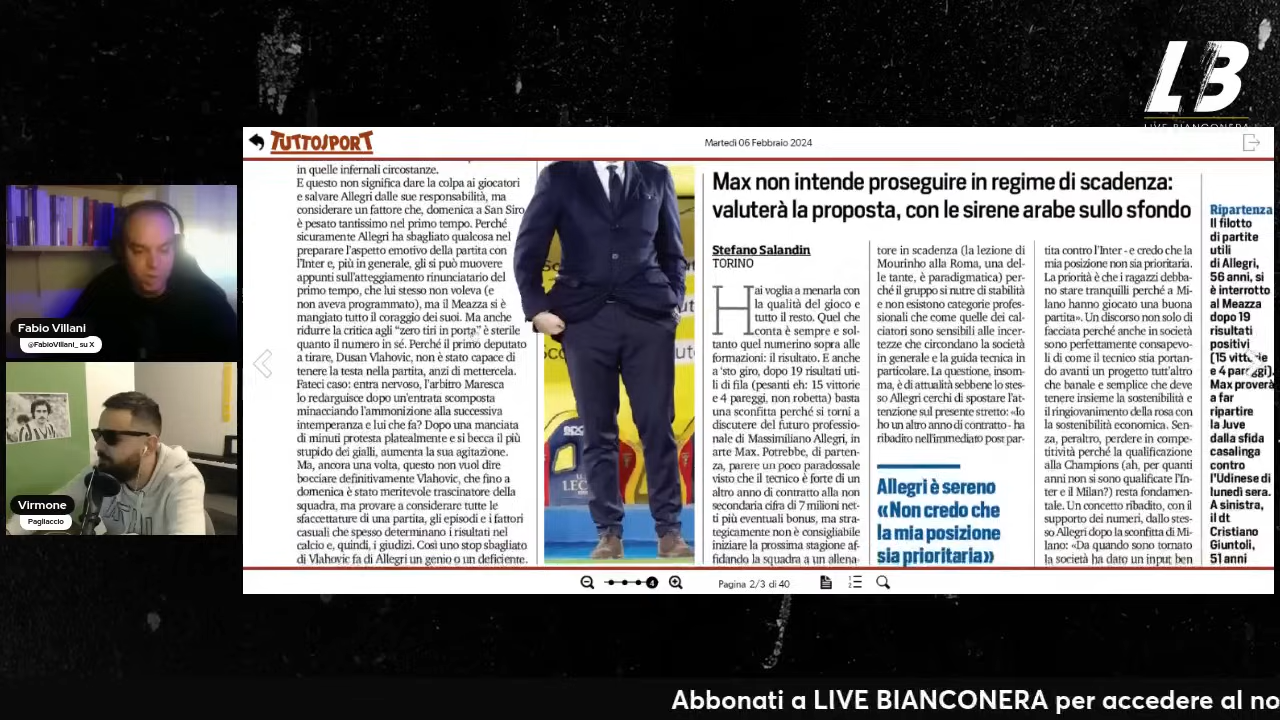 LB
TUTTOSPORT
Martedì 06 Febbraio 2024
in quelle infernali circostanze.
E questo non significa dare la colpa ai giocatori
e salvare Allegri dalle sue responsabilità, ma
considerare un fattore che, domenica a San Siro,
è pesato tantissimo nel primo tempo. Perché
sicuramente Allegri ha sbagliato qualcosa nel
preparare l'aspetto emotivo della partita con
l'Inter e, più in generale, gli si può muovere
appunti sull'atteggiamento rinunciatario del
primo tempo, che lui stesso non voleva (e
non aveva programmato), ma il Meazza si è
mangiato tutto il coraggio dei suoi. Ma anche
ridurre la critica agli "zero tiri in porta" è sterile
quanto il numero in sé. Perché il primo deputato
a tirare, Dusan Vlahovic, non è stato capace di
tenere la testa nella partita, anzi di mettercela.
Fateci caso: entra nervoso, l'arbitro Maresca
lo redarguisce dopo un'entrata scomposta
minacciando l'ammonizione alla successiva
intemperanza e lui che fa? Dopo una manciata
di minuti protesta platealmente e si becca il più
stupido dei gialli, aumenta la sua agitazione.
Ma, ancora una volta, questo non vuol dire
bocciare definitivamente Vlahovic, che fino a
domenica è stato meritevole trascinatore della
squadra, ma provare a considerare tutte le
sfaccettature di una partita, gli episodi e i fattori
casuali che spesso determinano i risultati nel
calcio e, quindi, i giudizi. Così uno stop sbagliato
di Vlahovic fa di Allegri un genio o un deficiente.
Max non intende proseguire in regime di scadenza:
valuterà la proposta, con le sirene arabe sullo sfondo
Stefano Salandin
TORINO
Hai voglia a menarla con
la qualità del gioco e
tutto il resto. Quel che
conta è sempre e sol-
tanto quel numerino sopra alle
formazioni: il risultato. E anche
a 'sto giro, dopo 19 risultati uti-
li di fila (pesanti eh: 15 vittorie
e 4 pareggi, non robetta) basta
una sconfitta perché si torni a
discutere del futuro professio-
nale di Massimiliano Allegri, in
arte Max. Potrebbe, di parten-
za, parere un poco paradossale
visto che il tecnico è forte di un
altro anno di contratto alla non
secondaria cifra di 7 milioni net-
ti più eventuali bonus, ma stra-
tegicamente non è consigliabile
iniziare la prossima stagione af-
fidando la squadra a un allena-
tore in scadenza (la lezione di
Mourinho alla Roma, una del-
le tante, è paradigmatica) per-
ché il gruppo si nutre di stabilità
e non esistono categorie profes-
sionali che come quelle dei cal-
ciatori sono sensibili alle incer-
tezze che circondano la società
in generale e la guida tecnica in
particolare. La questione, insom-
ma, è di attualità sebbene lo stes-
so Allegri cerchi di spostare l'at-
tenzione sul presente stretto: «Io
ho un altro anno di contratto - ha
ribadito nell'immediato post par-
Allegri è sereno
«Non credo che
la mia posizione
sia prioritaria»
tita contro l'Inter - e credo che la
mia posizione non sia prioritaria.
La priorità è che i ragazzi debba-
no stare tranquilli perché a Mi-
lano hanno giocato una buona
partita». Un discorso non solo di
facciata perché anche in società
sono perfettamente consapevo-
li di come il tecnico stia portan-
do avanti un progetto tutt'altro
che banale e semplice che deve
tenere insieme la sostenibilità e
il ringiovanimento della rosa con
la sostenibilità economica. Sen-
za, peraltro, perdere in compe-
titività perché la qualificazione
alla Champions (ah, per quanti
anni non si sono qualificate l'In-
ter e il Milan?) resta fondamen-
tale. Un concetto ribadito, con il
supporto dei numeri, dallo stes-
so Allegri dopo la sconfitta di Mi-
lano: «Da quando sono tornato
la società ha dato un input ben
Ripartenza
Il filotto
di partite
utili
di Allegri,
56 anni, si
è interrotto
al Meazza
dopo 19
risultati
positivi
(15 vittorie
e 4 pareggi).
Max proverà
a far
ripartire
la Juve
dalla sfida
casalinga
contro
l'Udinese di
lunedì sera.
A sinistra,
il dt
Cristiano
Giuntoli,
51 anni
4
Pagina 2/3 di 40
Fabio Villani
@FabioVillani_ su X
Virmone
Pagliaccio
Abbonati a LIVE BIANCONERA per accedere al no